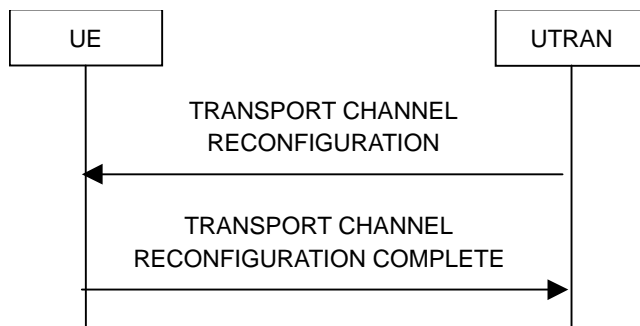 UE
UTRAN
TRANSPORT CHANNEL
RECONFIGURATION
TRANSPORT CHANNEL
RECONFIGURATION COMPLETE